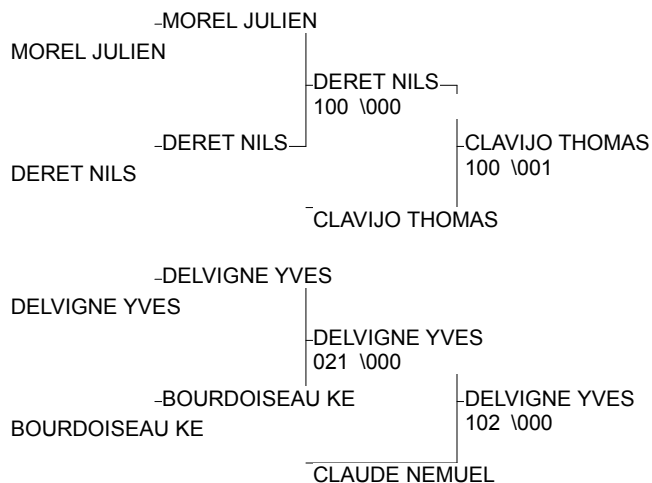 MOREL JULIEN
MOREL JULIEN
DERET NILS
100 \000
DERET NILS
DERET NILS
CLAVIJO THOMAS
100 \001
CLAVIJO THOMAS
DELVIGNE YVES
DELVIGNE YVES
DELVIGNE YVES
021 \000
BOURDOISEAU KE
BOURDOISEAU KE
DELVIGNE YVES
102 \000
CLAUDE NEMUEL